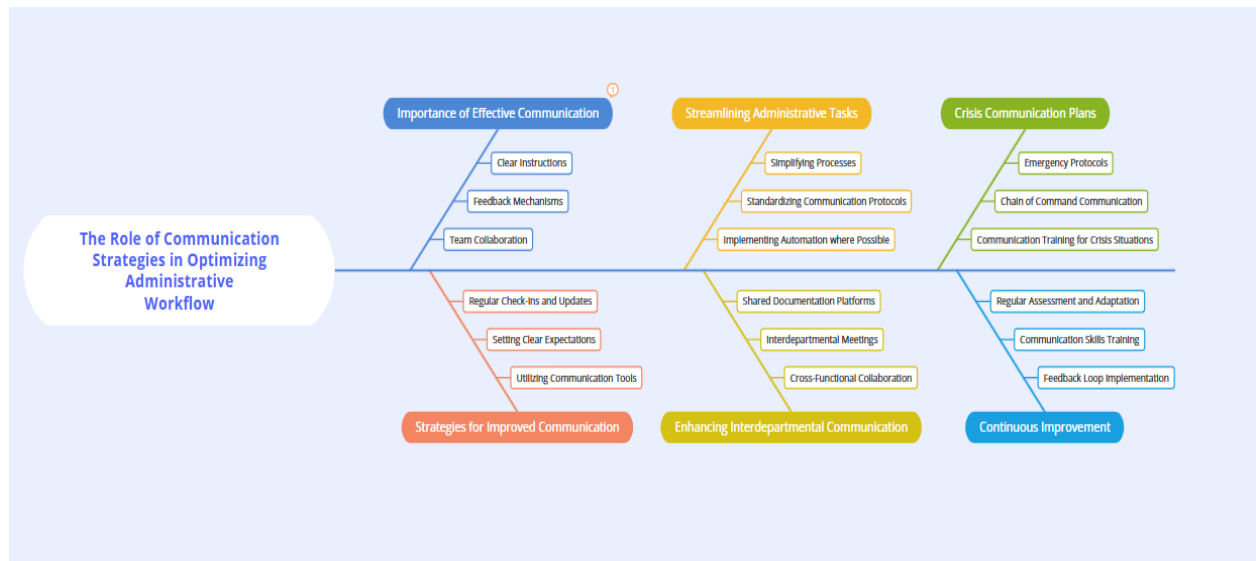 The Role of Communication
Strategies in Optimizing
Administrative
Workflow
1
Importance of Effective Communication
Clear Instructions
Feedback Mechanisms
Team Collaboration
Streamlining Administrative Tasks
Simplifying Processes
Standardizing Communication Protocols
Implementing Automation where Possible
Crisis Communication Plans
Emergency Protocols
Chain of Command Communication
Communication Training for Crisis Situations
Regular Check-Ins and Updates
Setting Clear Expectations
Utilizing Communication Tools
Strategies for Improved Communication
Shared Documentation Platforms
Interdepartmental Meetings
Cross-Functional Collaboration
Enhancing Interdepartmental Communication
Regular Assessment and Adaptation
Communication Skills Training
Feedback Loop Implementation
Continuous Improvement